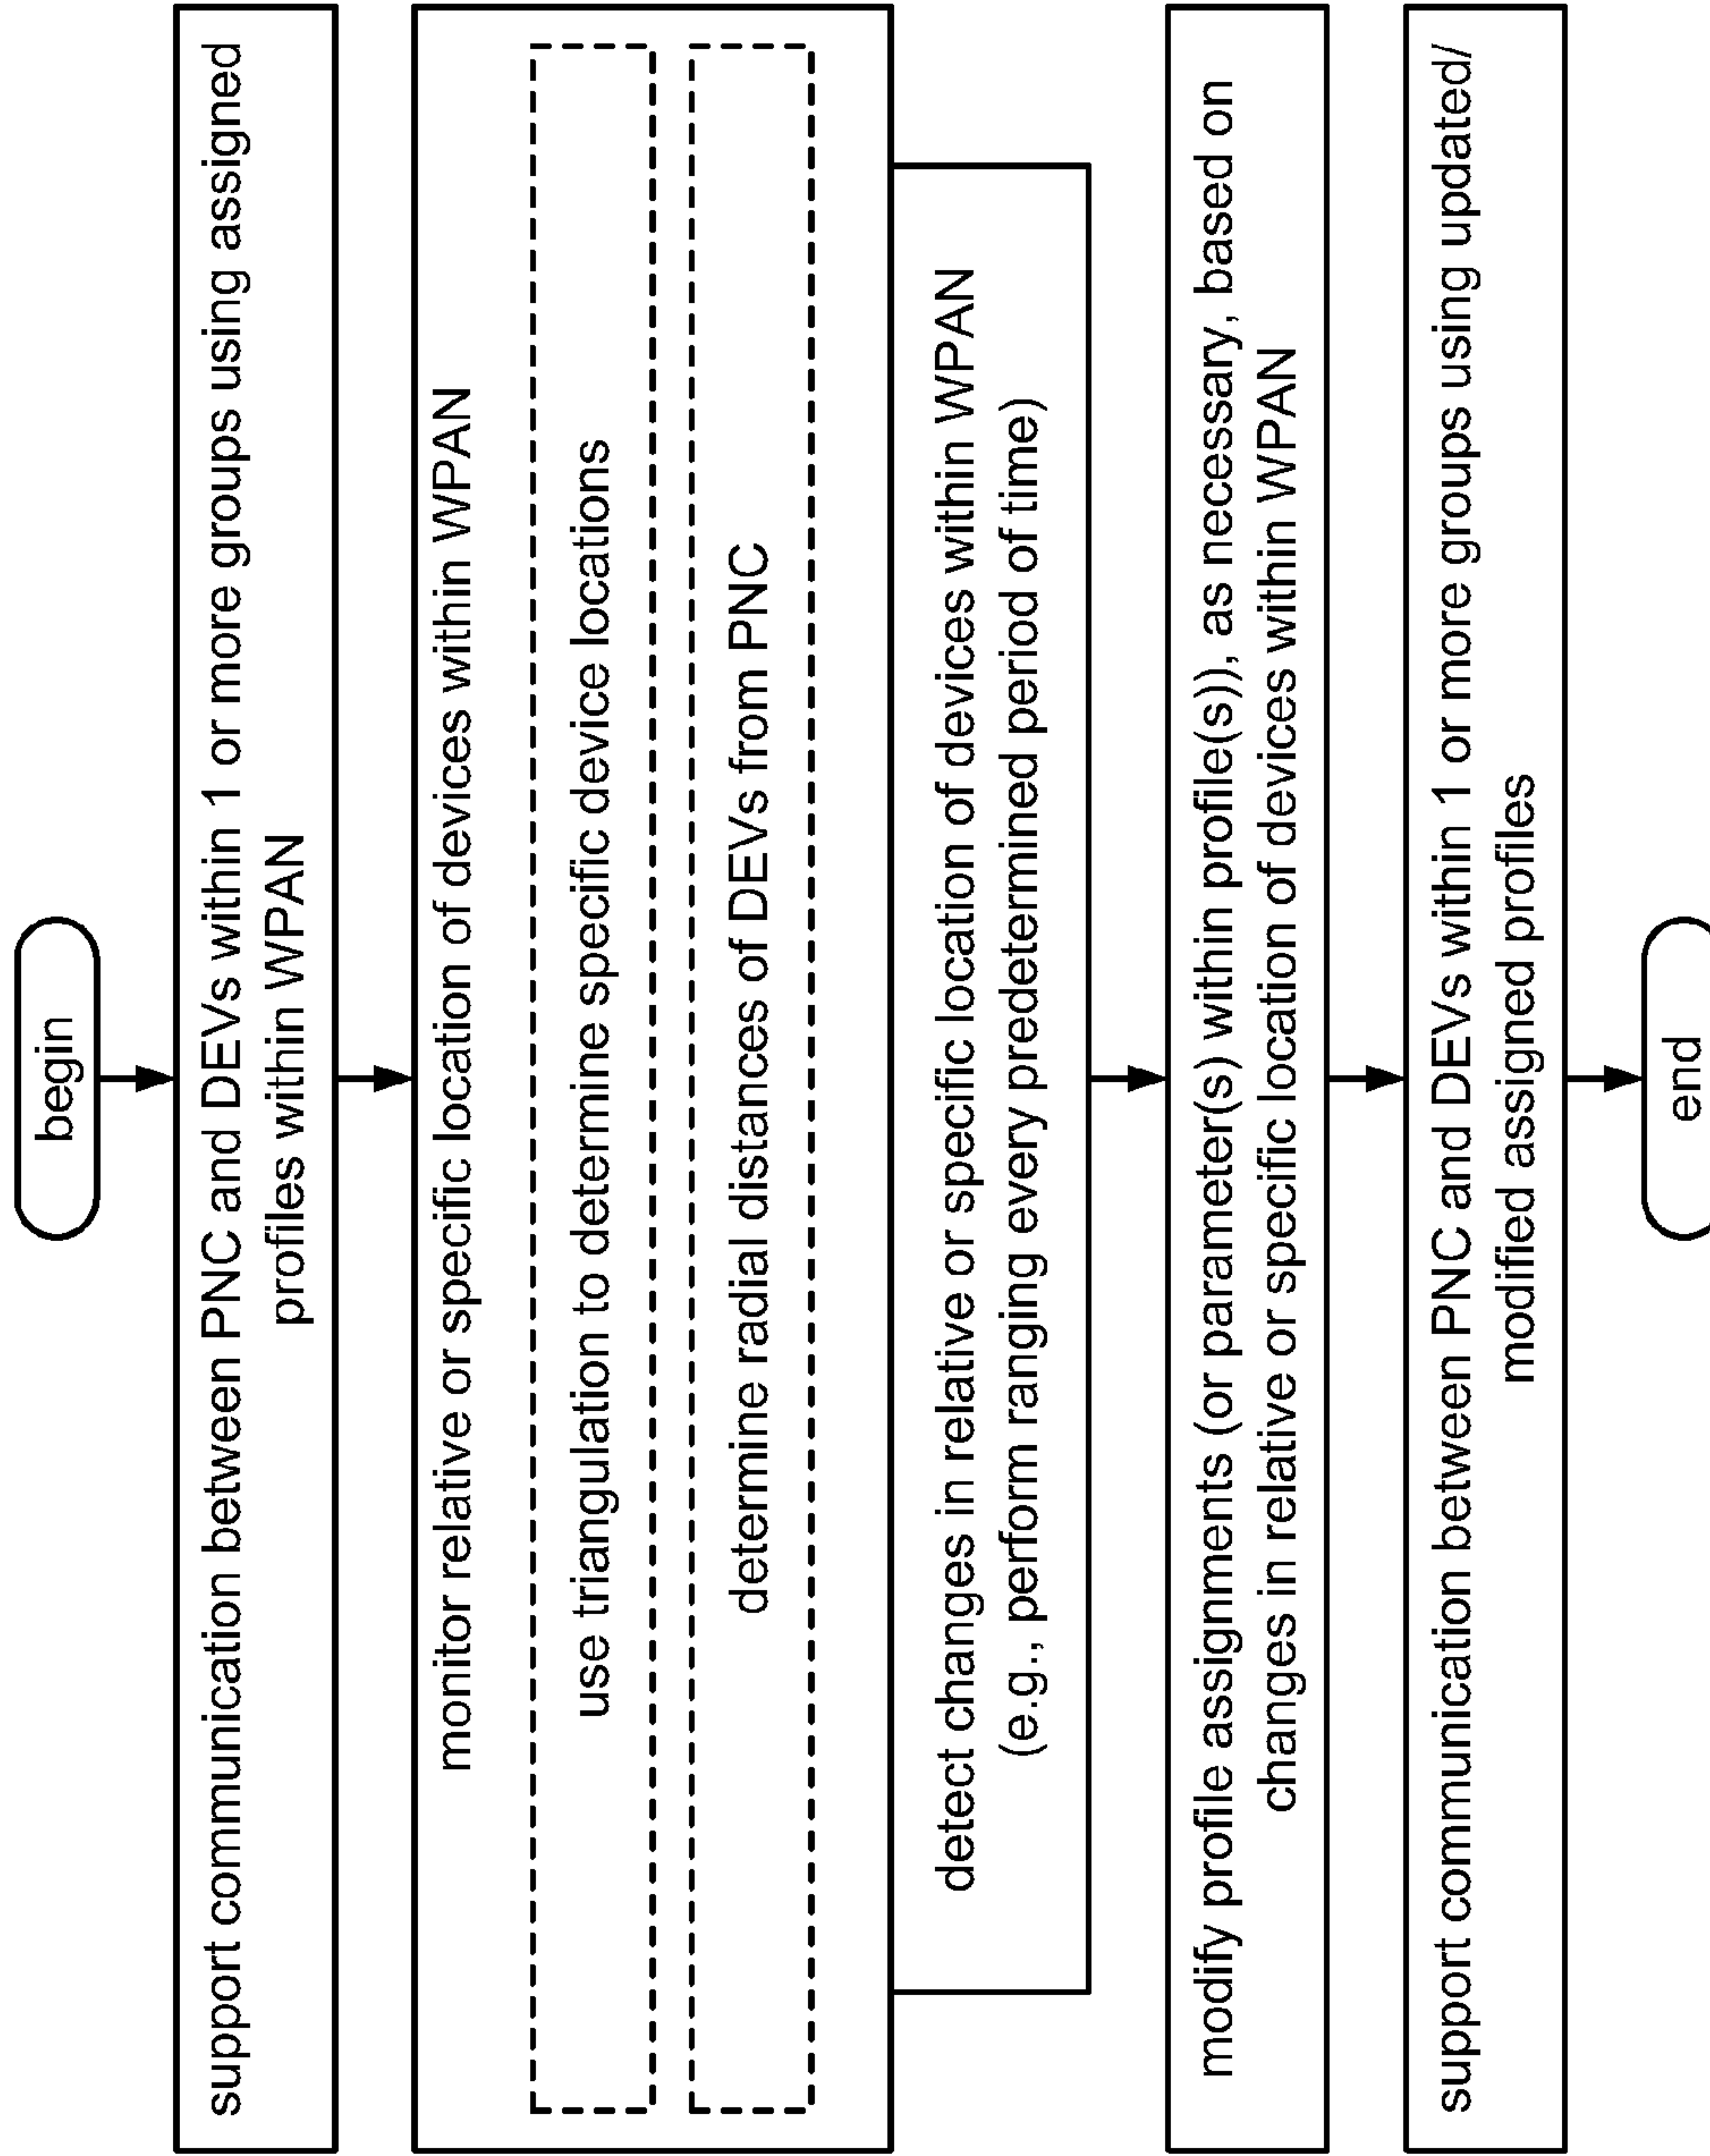 begin
support communication between PNC and DEVs within 1 or more groups using assigned
profiles within WPAN
monitor relative or specific location of devices within WPAN
use triangulation to determine specific device locations
determine radial distances of DEVs from PNC
detect changes in relative or specific location of devices within WPAN
(e.g., perform ranging every predetermined period of time)
modify profile assignments (or parameter(s) within profile(s)), as necessary, based on
changes in relative or specific location of devices within WPAN
support communication between PNC and DEVs within 1 or more groups using updated/
modified assigned profiles
end